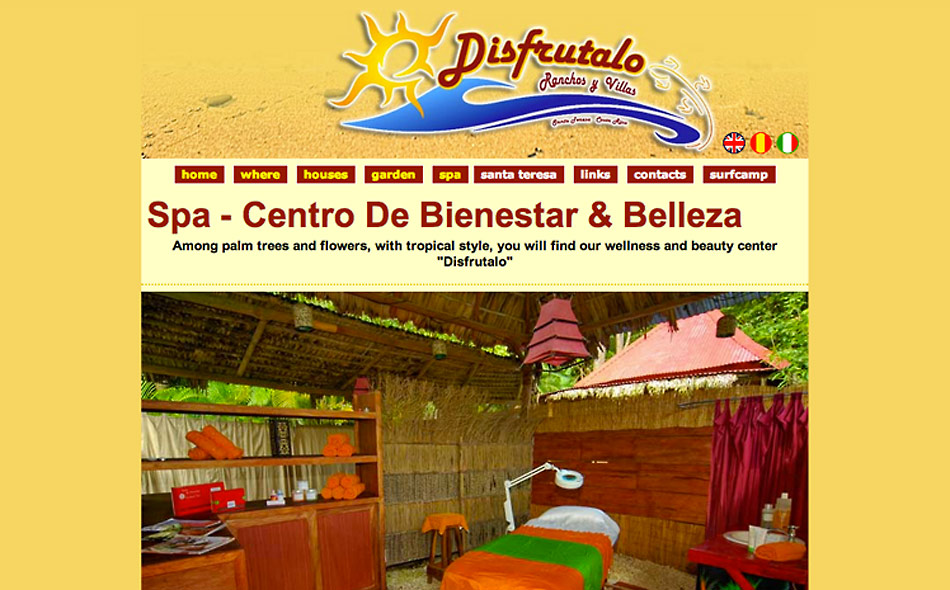 Disfrutalo
Ranchos y Villas
Santa Teresa Costa Rica
home where houses garden spa santa teresa links contacts surfcamp
Spa - Centro De Bienestar & Belleza
Among palm trees and flowers, with tropical style, you will find our wellness and beauty center
"Disfrutalo"